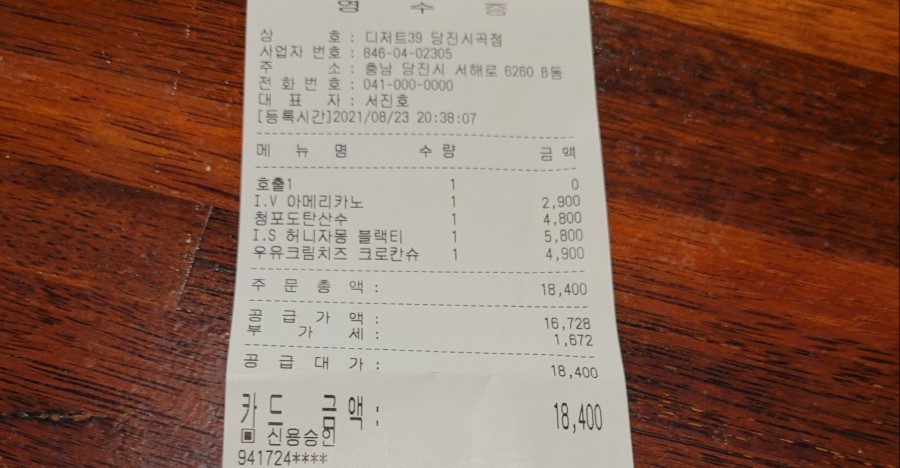 영 수 증
상 호 : 디저트39 당진시곡점
사업자 번호 : 846-04-02305
주 소 : 충남 당진시 서해로 6260 B동
전 화 번 호 : 041-000-0000
대 표 자 : 서진호
[등록시간]2021/08/23 20:38:07
메 뉴 명 수 량 금 액
호출1 1 0
I.V 아메리카노 1 2,900
청포도탄산수 1 4,800
I.S 허니자몽 블랙티 1 5,800
우유크림치즈 크로칸슈 1 4,900
주 문 총 액 : 18,400
공 급 가 액 : 16,728
부 가 세 : 1,672
공 급 대 가 : 18,400
카 드 금 액 : 18,400
▣ 신용승인
941724****